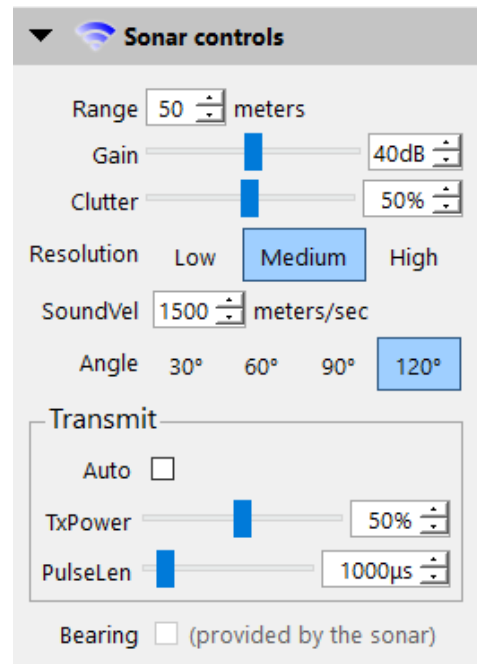 Sonar controls
Range 50 meters
Gain 40dB
Clutter 50%
Resolution Low Medium High
SoundVel 1500 meters/sec
Angle 30° 60° 90° 120°
Transmit
Auto
TxPower 50%
PulseLen 1000µs
Bearing (provided by the sonar)